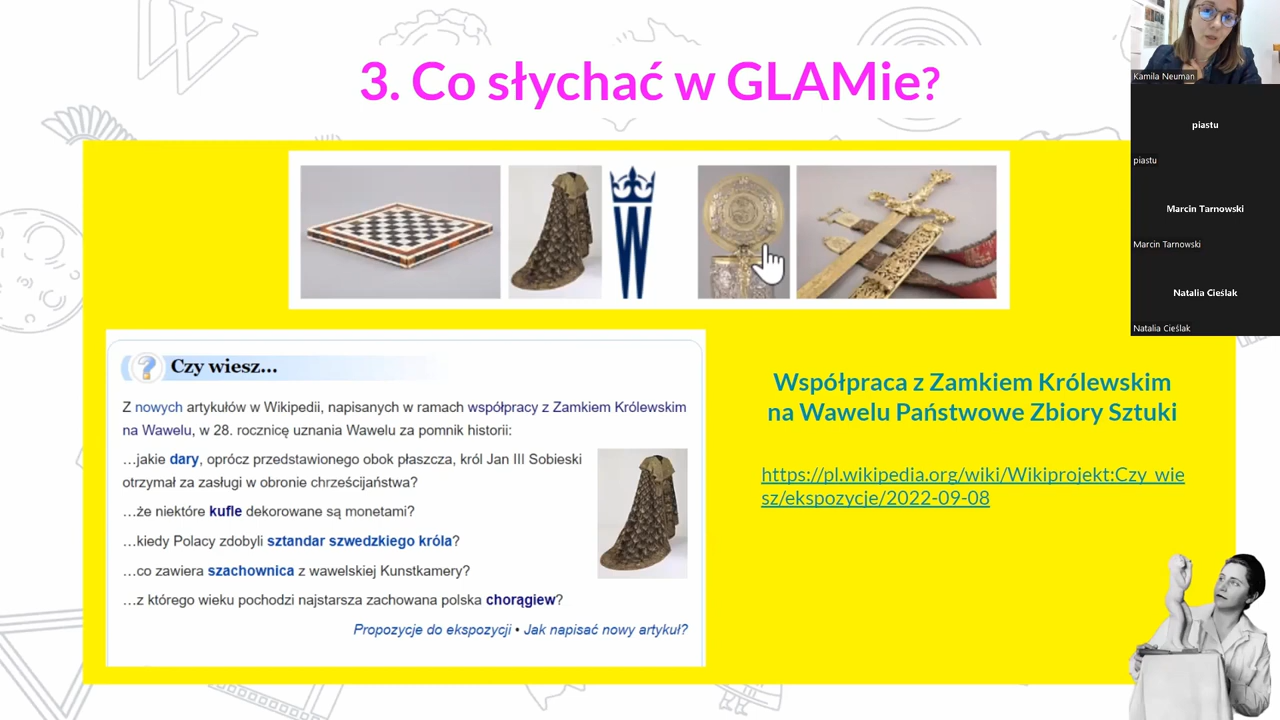 3. Co słychać w GLAMie?
Kamila Neuman
piastu
piastu
Marcin Tarnowski
Marcin Tarnowski
Natalia Cieślak
Natalia Cieślak
W
Czy wiesz...
Z nowych artykułów w Wikipedii, napisanych w ramach współpracy z Zamkiem Królewskim
na Wawelu, w 28. rocznicę uznania Wawelu za pomnik historii:
…jakie dary, oprócz przedstawionego obok płaszcza, król Jan III Sobieski
otrzymał za zasługi w obronie chrześcijaństwa?
…że niektóre kufle dekorowane są monetami?
…kiedy Polacy zdobyli sztandar szwedzkiego króla?
…co zawiera szachownica z wawelskiej Kunstkamery?
…z którego wieku pochodzi najstarsza zachowana polska chorągiew?
Propozycje do ekspozycji • Jak napisać nowy artykuł?
Współpraca z Zamkiem Królewskim
na Wawelu Państwowe Zbiory Sztuki
https://pl.wikipedia.org/wiki/Wikiprojekt:Czy_wie
sz/ekspozycje/2022-09-08